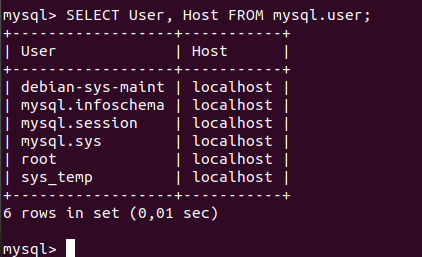 mysql> SELECT User, Host FROM mysql.user;
+------------------+-----------+
| User             | Host      |
+------------------+-----------+
| debian-sys-maint | localhost |
| mysql.infoschema | localhost |
| mysql.session    | localhost |
| mysql.sys        | localhost |
| root             | localhost |
| sys_temp         | localhost |
+------------------+-----------+
6 rows in set (0,01 sec)
mysql>